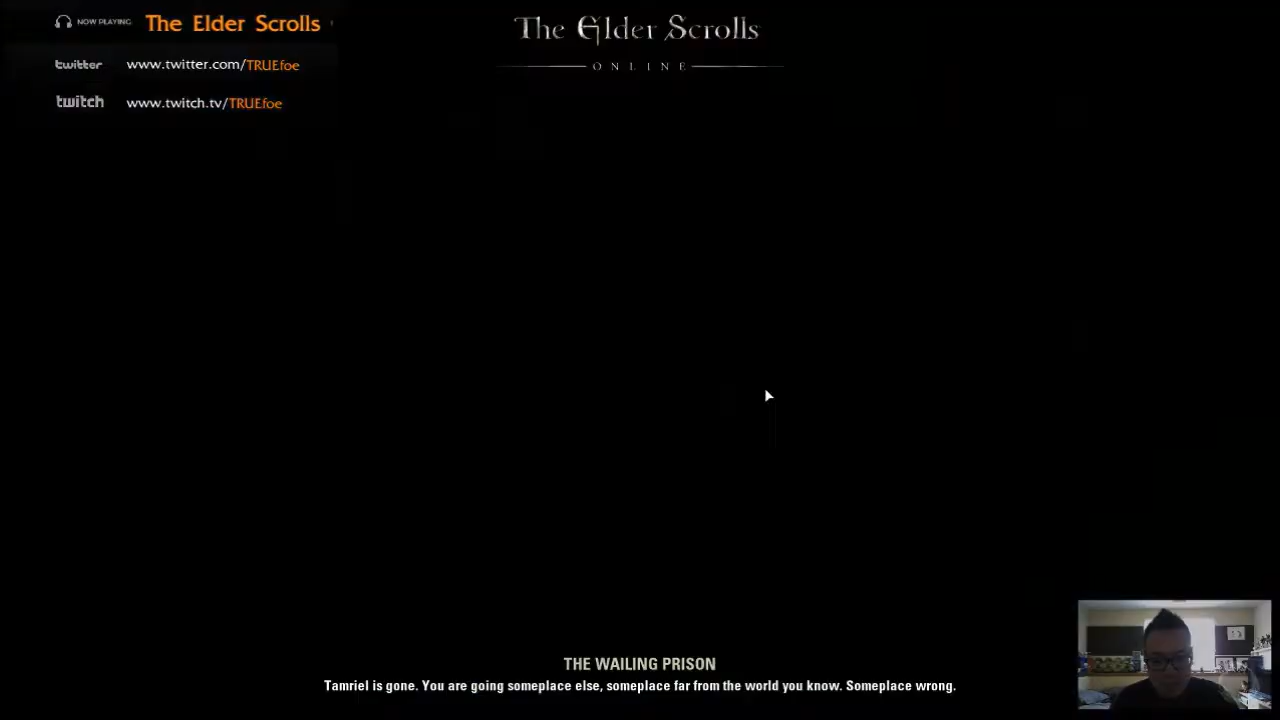 NOW PLAYING: The Elder Scrolls
twitter www.twitter.com/TRUEfoe
twitch www.twitch.tv/TRUEfoe
The Elder Scrolls
ONLINE
THE WAILING PRISON
Tamriel is gone. You are going someplace else, someplace far from the world you know. Someplace wrong.